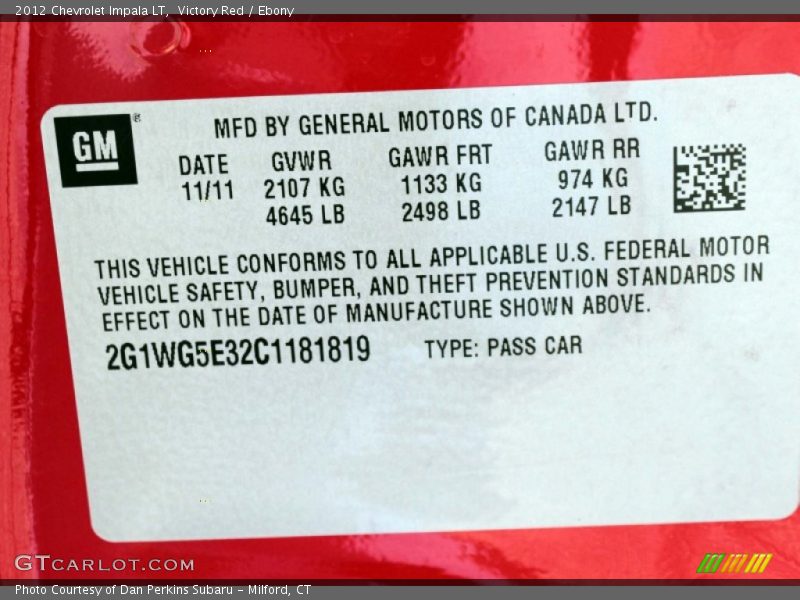 2012 Chevrolet Impala LT, Victory Red / Ebony
GM®
MFD BY GENERAL MOTORS OF CANADA LTD.
DATE GVWR GAWR FRT GAWR RR
11/11 2107 KG 1133 KG 974 KG
4645 LB 2498 LB 2147 LB
THIS VEHICLE CONFORMS TO ALL APPLICABLE U.S. FEDERAL MOTOR
VEHICLE SAFETY, BUMPER, AND THEFT PREVENTION STANDARDS IN
EFFECT ON THE DATE OF MANUFACTURE SHOWN ABOVE.
2G1WG5E32C1181819 TYPE: PASS CAR
GTCARLOT.COM
Photo Courtesy of Dan Perkins Subaru - Milford, CT